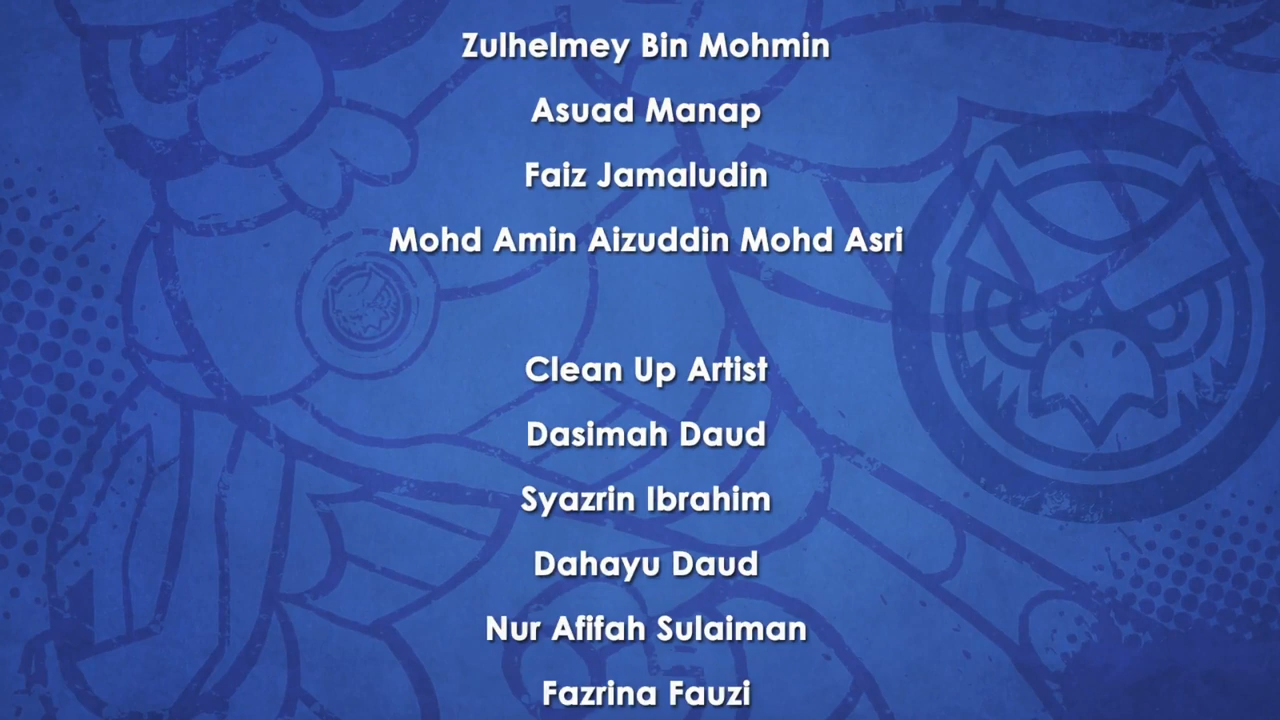 Zulhelmey Bin Mohmin
Asuad Manap
Faiz Jamaludin
Mohd Amin Aizuddin Mohd Asri
Clean Up Artist
Dasimah Daud
Syazrin Ibrahim
Dahayu Daud
Nur Afifah Sulaiman
Fazrina Fauzi